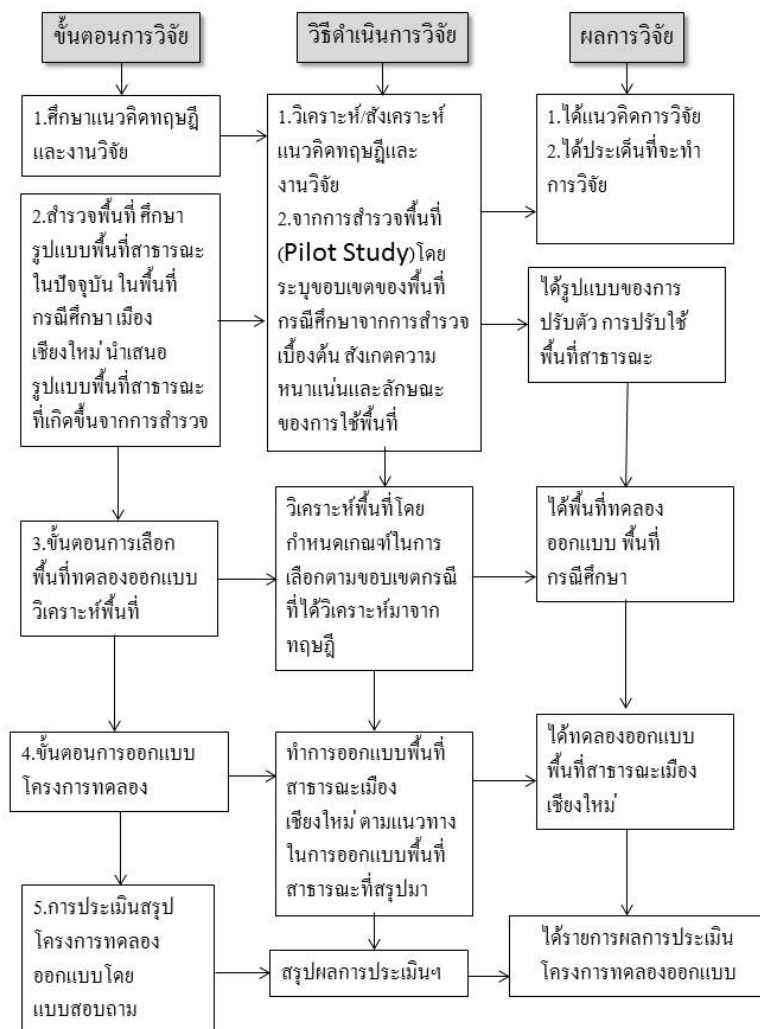 ขั้นตอนการวิจัย
วิธีดำเนินการวิจัย
ผลการวิจัย
1.ศึกษาแนวคิดทฤษฏี
และงานวิจัย
1.วิเคราะห์/สังเคราะห์
แนวคิดทฤษฏีและ
งานวิจัย
2.จากการสำรวจพื้นที่
(Pilot Study)โดย
ระบุขอบเขตของพื้นที่
กรณีศึกษาจากการสำรวจ
เบื้องต้น สังเกตความ
หนาแน่นและลักษณะ
ของการใช้พื้นที่
1.ได้แนวคิดการวิจัย
2.ได้ประเด็นที่จะทำ
การวิจัย
2.สำรวจพื้นที่ ศึกษา
รูปแบบพื้นที่สาธารณะ
ในปัจจุบัน ในพื้นที่
กรณีศึกษา เมือง
เชียงใหม่ นำเสนอ
รูปแบบพื้นที่สาธารณะ
ที่เกิดขึ้นจากการสำรวจ
ได้รูปแบบของการ
ปรับตัว การปรับใช้
พื้นที่สาธารณะ
3.ขั้นตอนการเลือก
พื้นที่ทดลองออกแบบ
วิเคราะห์พื้นที่
วิเคราะห์พื้นที่โดย
กำหนดเกณฑ์ในการ
เลือกตามขอบเขตกรณี
ที่ได้วิเคราะห์มาจาก
ทฤษฎี
ได้พื้นที่ทดลอง
ออกแบบ พื้นที่
กรณีศึกษา
4.ขั้นตอนการออกแบบ
โครงการทดลอง
ทำการออกแบบพื้นที่
สาธารณะเมือง
เชียงใหม่ ตามแนวทาง
ในการออกแบบพื้นที่
สาธารณะที่สรุปมา
ได้ทดลองออกแบบ
พื้นที่สาธารณะเมือง
เชียงใหม่
5.การประเมินสรุป
โครงการทดลอง
ออกแบบโดย
แบบสอบถาม
สรุปผลการประเมินฯ
ได้รายการผลการประเมิน
โครงการทดลองออกแบบ